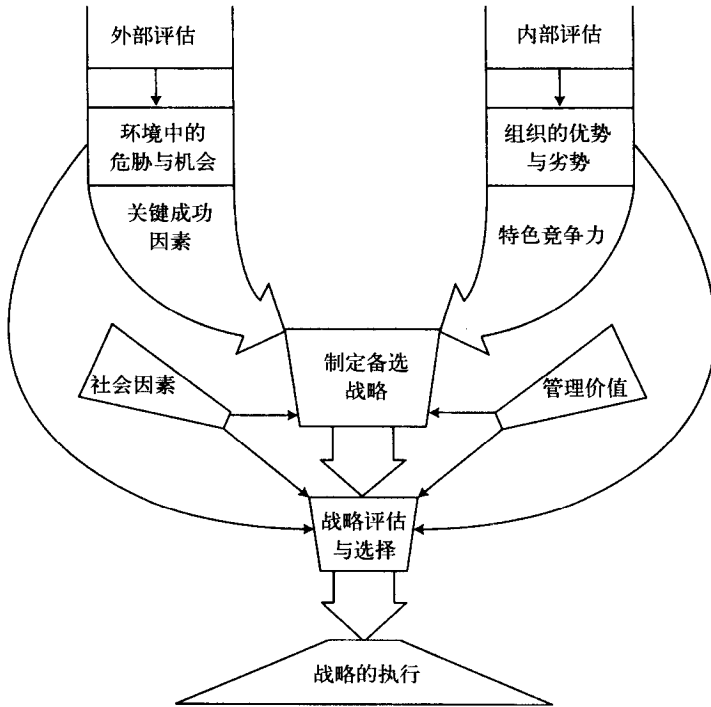 外部评估
内部评估
环境中的
危胁与机会
组织的优势
与劣势
关键成功
因素
特色竞争力
制定备选
战略
社会因素
管理价值
战略评估
与选择
战略的执行